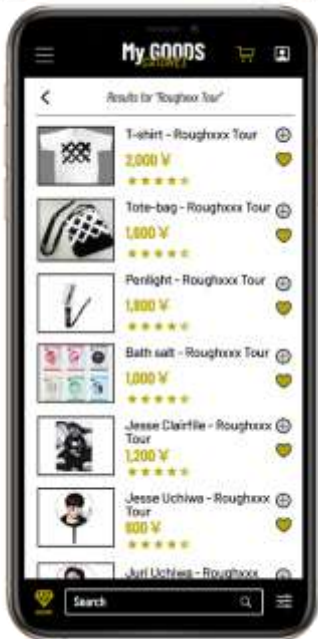 My GOODS
Results for "Roughxxx Tour"
T-shirt - Roughxxx Tour
2,000 ¥
Tote-bag - Roughxxx Tour
1,600 ¥
Penlight - Roughxxx Tour
1,800 ¥
Bath salt - Roughxxx Tour
1,000 ¥
Jesse Clairfile - Roughxxx
Tour
1,200 ¥
Jesse Uchiwa - Roughxxx
Tour
600 ¥
Juri Uchiwa - Roughxxx
Search